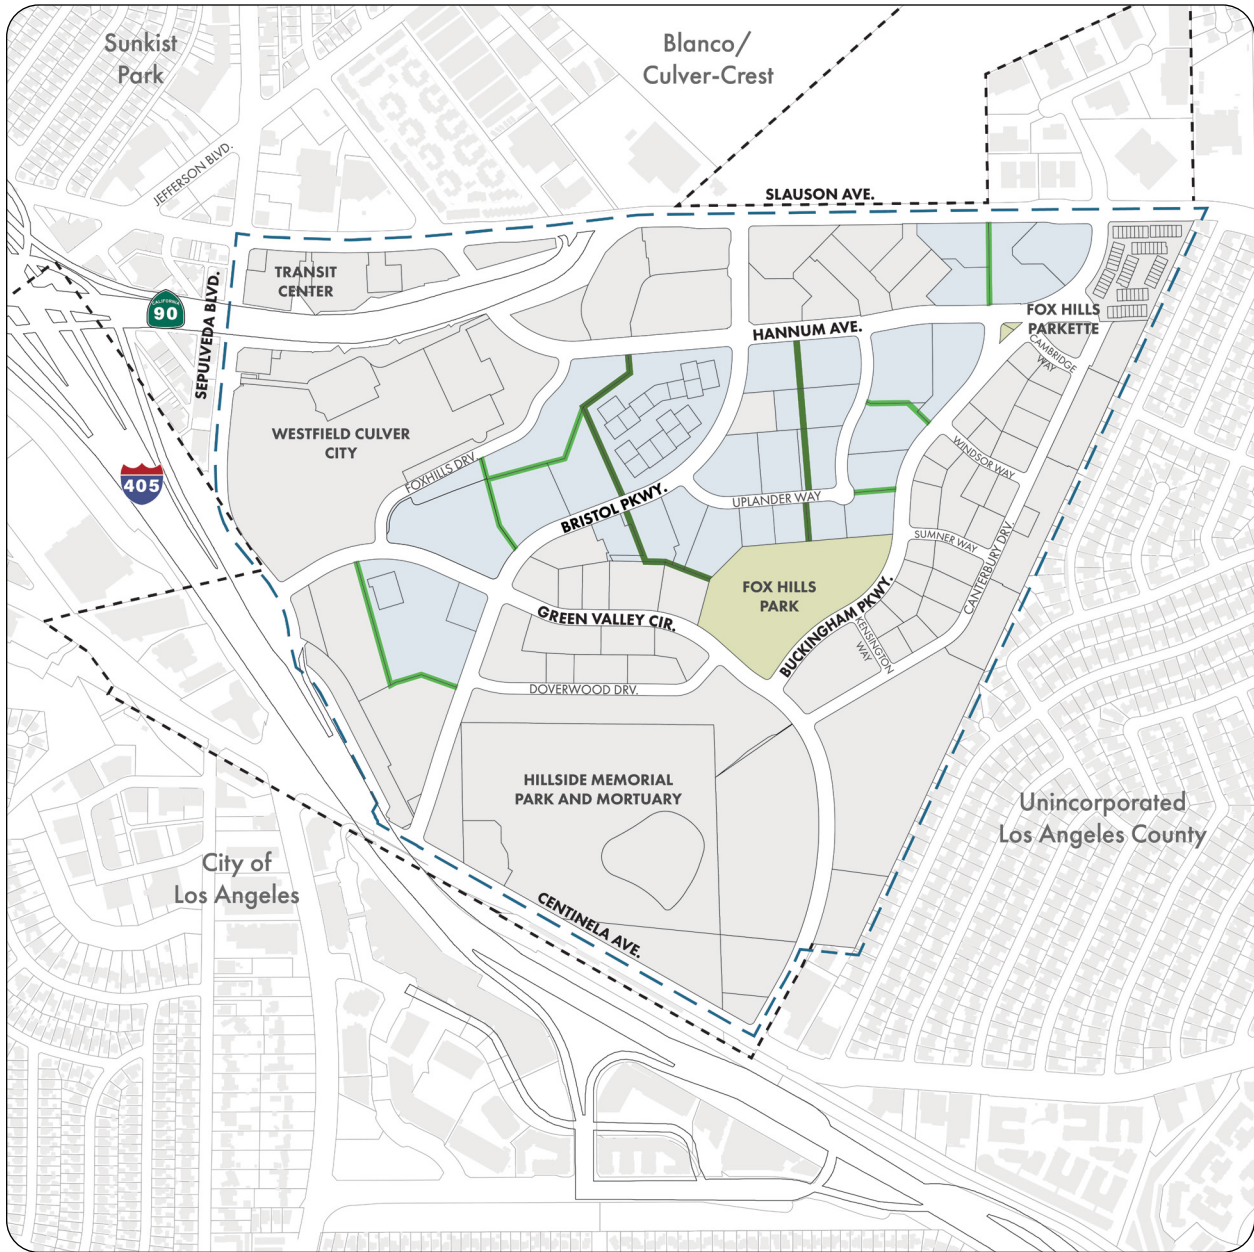 Sunkist
Park
Blanco/
Culver-Crest
JEFFERSON BLVD.
SLAUSON AVE.
TRANSIT
CENTER
CALIFORNIA
90
SEPULVEDA BLVD.
FOX HILLS
PARKETTE
HANNUM AVE.
CAMBRIDGE
WAY
WESTFIELD CULVER
CITY
FOXHILLS DRV.
WINDSOR WAY
405
BRISTOL PKWY.
UPLANDER WAY
SUMNER WAY
CANTERBURY DRV.
FOX HILLS
PARK
GREEN VALLEY CIR.
BUCKINGHAM PKWY.
KENSINGTON
WAY
DOVERWOOD DRV.
HILLSIDE MEMORIAL
PARK AND MORTUARY
Unincorporated
Los Angeles County
City of
Los Angeles
CENTINELA AVE.